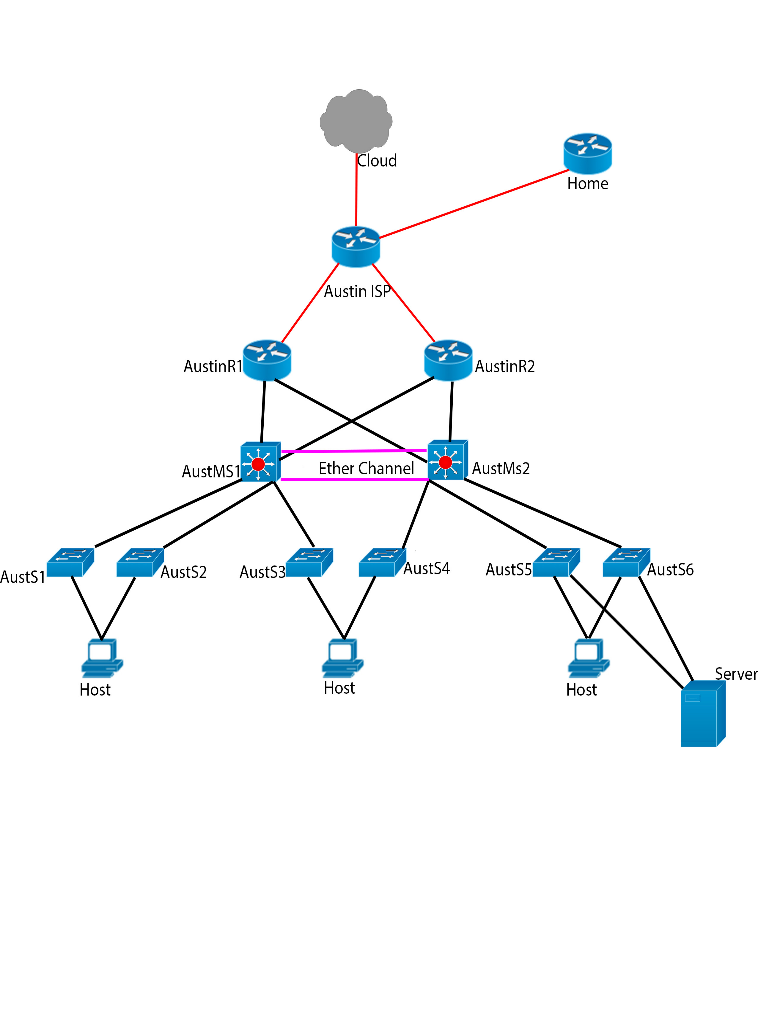 Cloud
Home
Austin ISP
AustinR1
AustinR2
AustMS1
Ether Channel
AustMs2
AustS1
AustS2
AustS3
AustS4
AustS5
AustS6
Host
Host
Host
Server